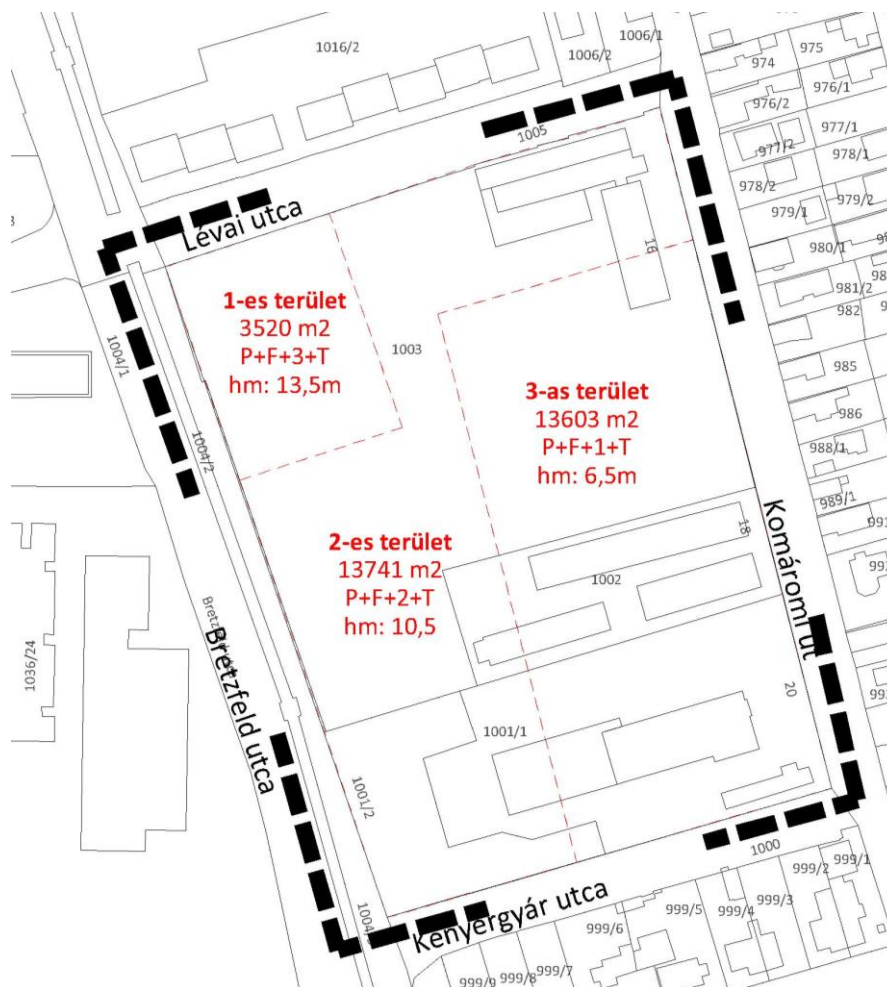 1016/2
1006/2
1006/1
974
975
976/1
976/2
977/1
977/2
978/1
978/2
979/2
979/1
980/1
981/2
982
985
986
988/1
989/1
1005
Lévai utca
16
1-es terület
3520 m2
P+F+3+T
hm: 13,5m
1003
1004/1
1004/2
3-as terület
13603 m2
P+F+1+T
hm: 6,5m
18
Komáromi út
2-es terület
13741 m2
P+F+2+T
hm: 10,5
1002
1036/24
Bretzfeld utca
20
1001/1
1001/2
1000
999/1
999/2
999/3
999/4
999/5
999/6
999/7
999/8
999/9
Kenyérgyár utca